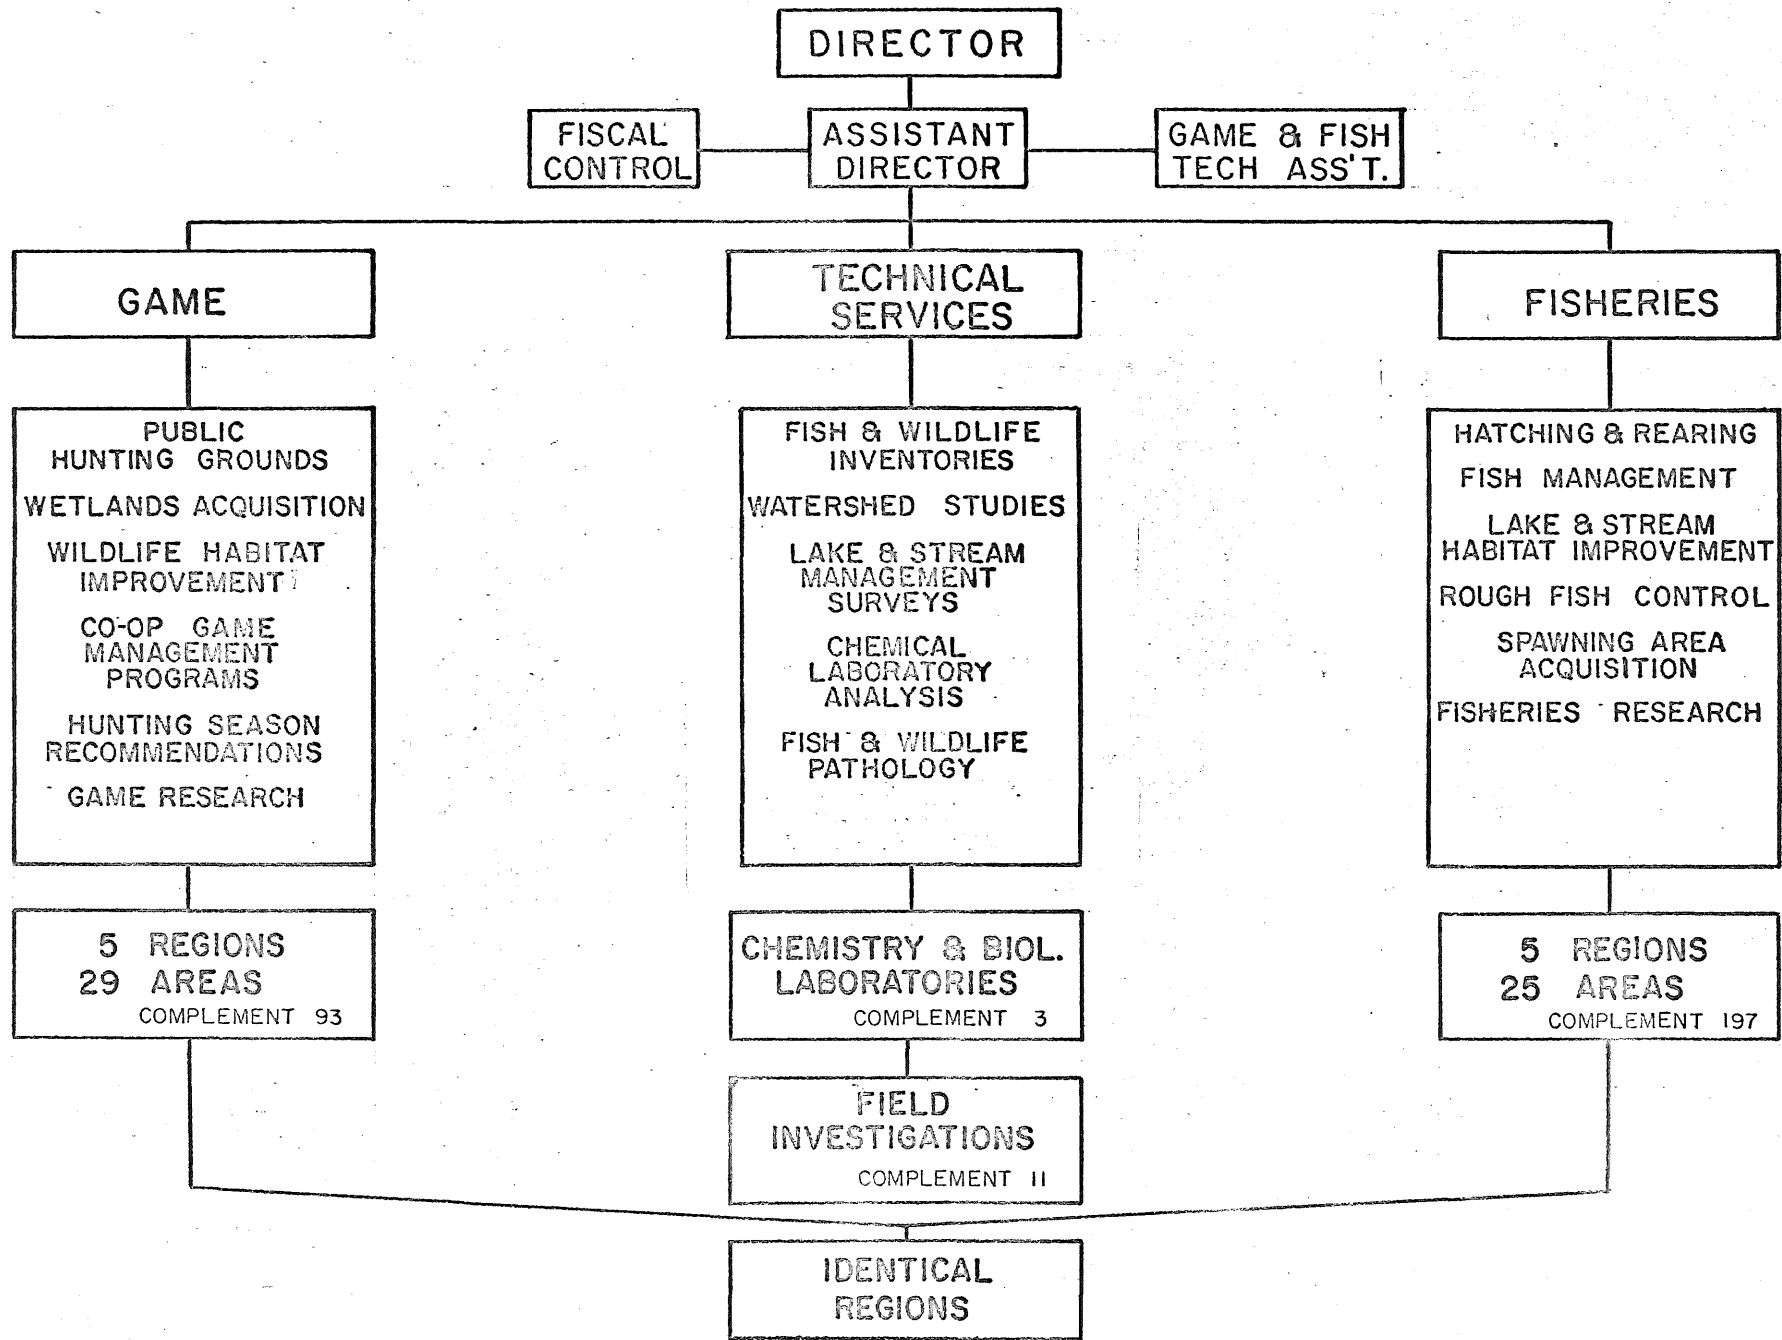 DIRECTOR
FISCAL
CONTROL
ASSISTANT
DIRECTOR
GAME & FISH
TECH ASS'T.
GAME
TECHNICAL
SERVICES
FISHERIES
PUBLIC
HUNTING GROUNDS
WETLANDS ACQUISITION
WILDLIFE HABITAT
IMPROVEMENT
CO-OP GAME
MANAGEMENT
PROGRAMS
HUNTING SEASON
RECOMMENDATIONS
GAME RESEARCH
FISH & WILDLIFE
INVENTORIES
WATERSHED STUDIES
LAKE & STREAM
MANAGEMENT
SURVEYS
CHEMICAL
LABORATORY
ANALYSIS
FISH & WILDLIFE
PATHOLOGY
HATCHING & REARING
FISH MANAGEMENT
LAKE & STREAM
HABITAT IMPROVEMENT
ROUGH FISH CONTROL
SPAWNING AREA
ACQUISITION
FISHERIES RESEARCH
5 REGIONS
29 AREAS
COMPLEMENT 93
CHEMISTRY & BIOL.
LABORATORIES
COMPLEMENT 3
5 REGIONS
25 AREAS
COMPLEMENT 197
FIELD
INVESTIGATIONS
COMPLEMENT 11
IDENTICAL
REGIONS